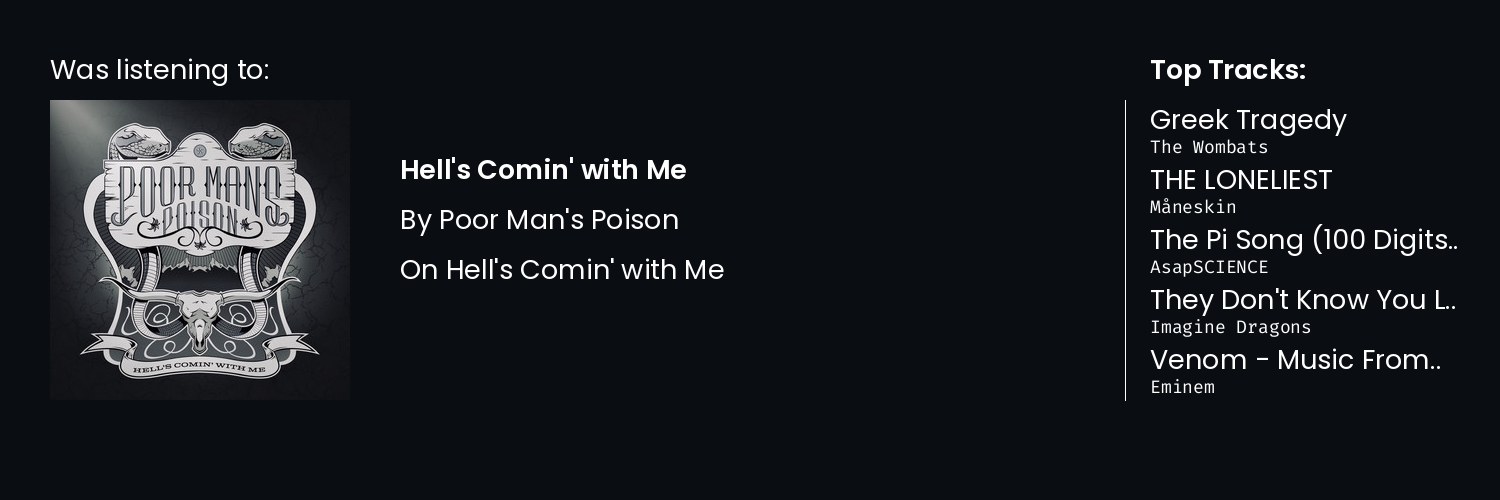 Was listening to:
POOR MANS
POISON
HELL'S COMIN' WITH ME
Hell's Comin' with Me
By Poor Man's Poison
On Hell's Comin' with Me
Top Tracks:
Greek Tragedy
The Wombats
THE LONELIEST
Måneskin
The Pi Song (100 Digits..
AsapSCIENCE
They Don't Know You L..
Imagine Dragons
Venom - Music From..
Eminem